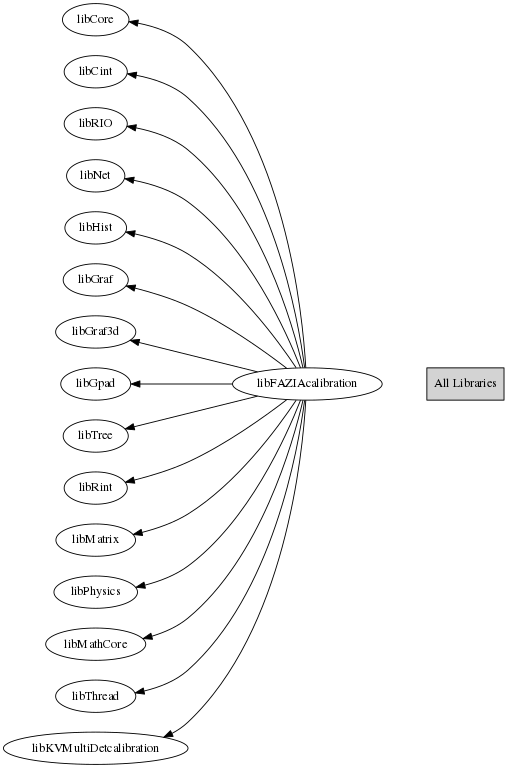 libCore
libCint
libRIO
libNet
libHist
libGraf
libGraf3d
libGpad
libFAZIAcalibration
All Libraries
libTree
libRint
libMatrix
libPhysics
libMathCore
libThread
libKVMultiDetcalibration